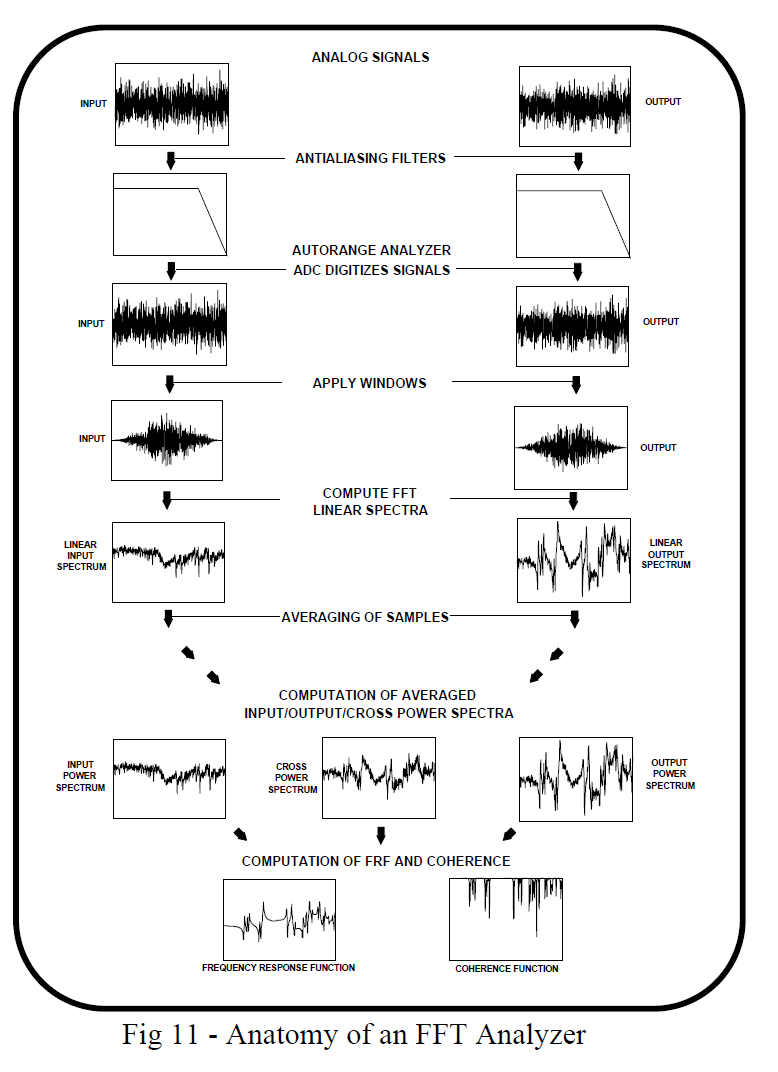 ANALOG SIGNALS
INPUT
OUTPUT
ANTIALIASING FILTERS
AUTORANGE ANALYZER
ADC DIGITIZES SIGNALS
INPUT
OUTPUT
APPLY WINDOWS
INPUT
OUTPUT
COMPUTE FFT
LINEAR SPECTRA
LINEAR
INPUT
SPECTRUM
LINEAR
OUTPUT
SPECTRUM
AVERAGING OF SAMPLES
COMPUTATION OF AVERAGED
INPUT/OUTPUT/CROSS POWER SPECTRA
INPUT
POWER
SPECTRUM
CROSS
POWER
SPECTRUM
OUTPUT
POWER
SPECTRUM
COMPUTATION OF FRF AND COHERENCE
FREQUENCY RESPONSE FUNCTION
COHERENCE FUNCTION
Fig 11 - Anatomy of an FFT Analyzer